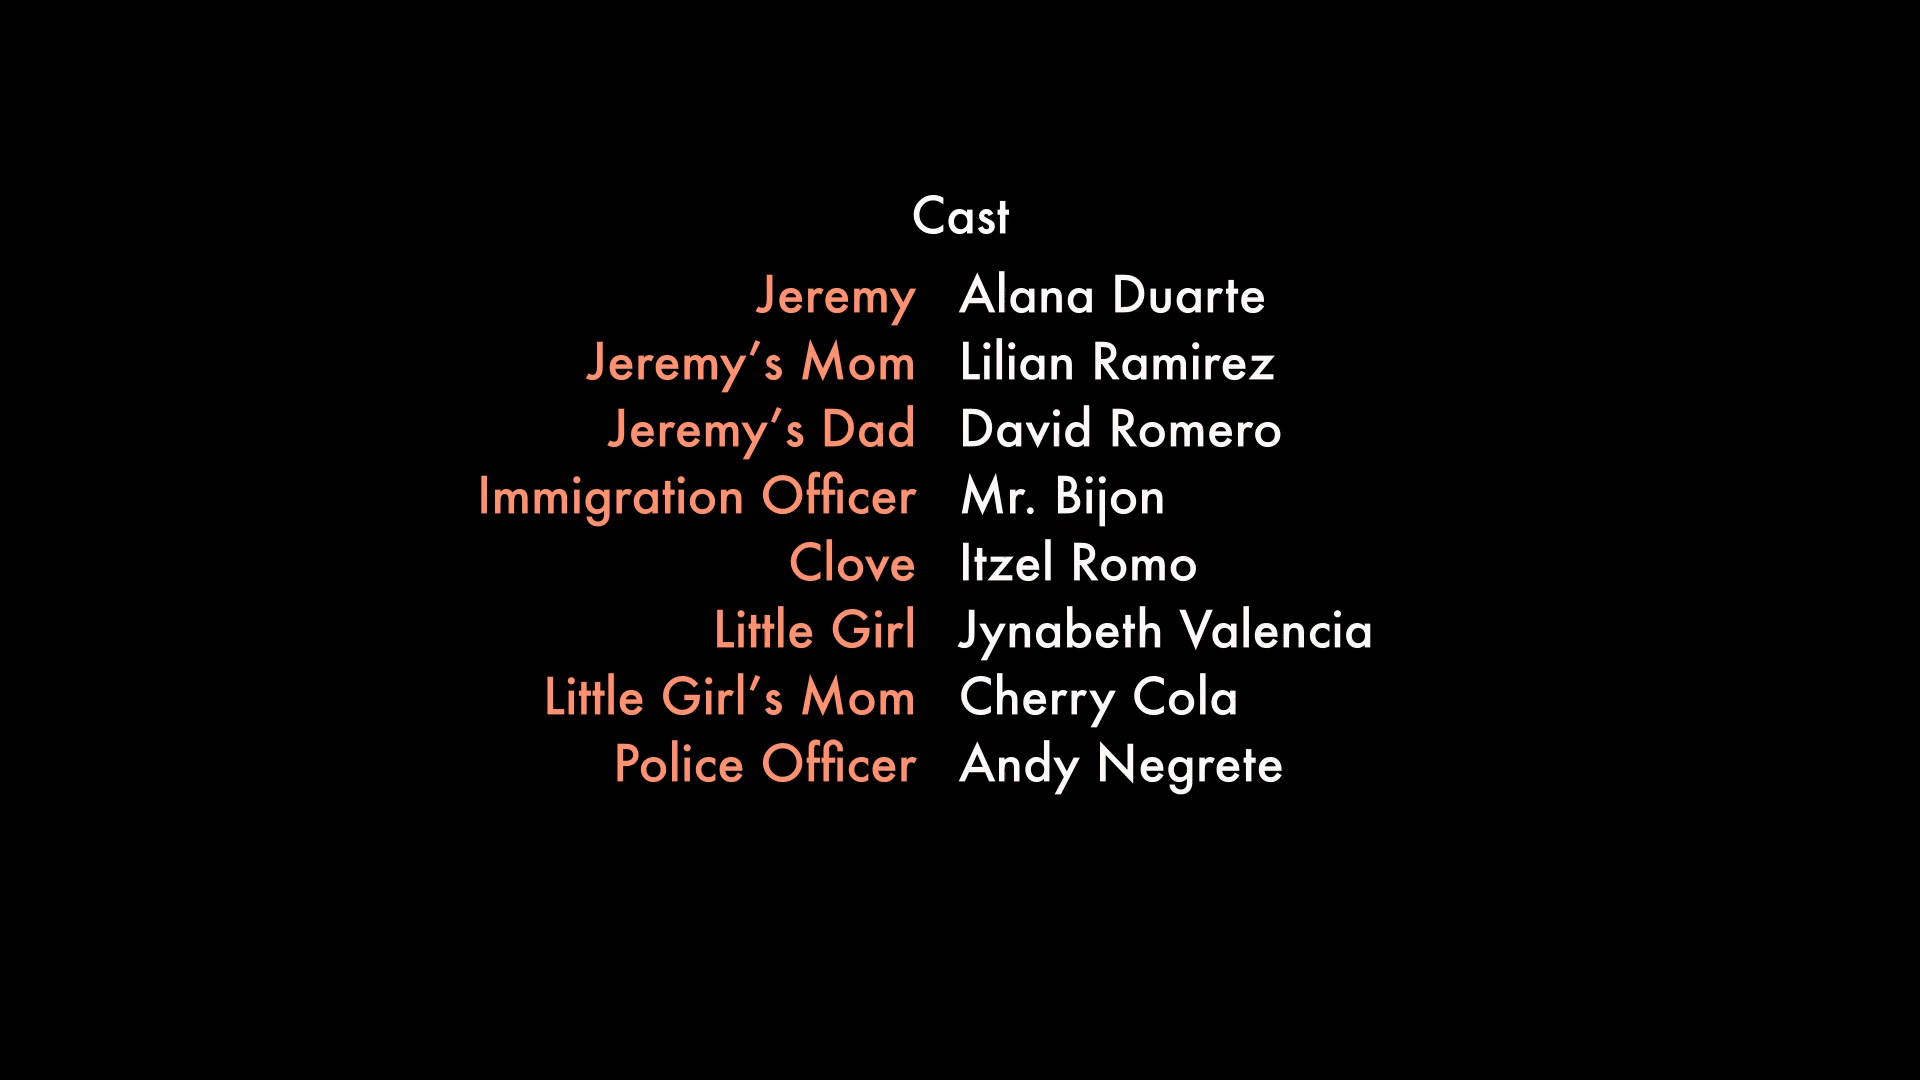 Cast
Jeremy Alana Duarte
Jeremy’s Mom Lilian Ramirez
Jeremy’s Dad David Romero
Immigration Officer Mr. Bijon
Clove Itzel Romo
Little Girl Jynabeth Valencia
Little Girl’s Mom Cherry Cola
Police Officer Andy Negrete